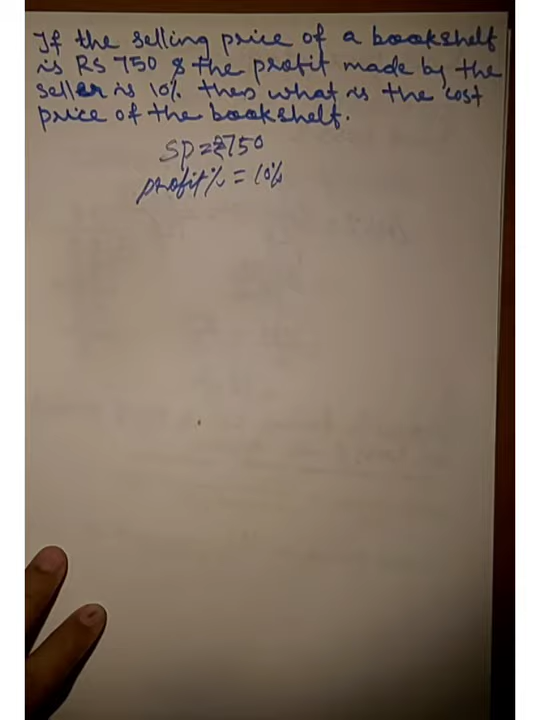 If the selling price of a bookshelf
is RS 750 & the profit made by the
seller is 10% then what is the cost
price of the bookshelf.
SP=₹750
profit% = 10%